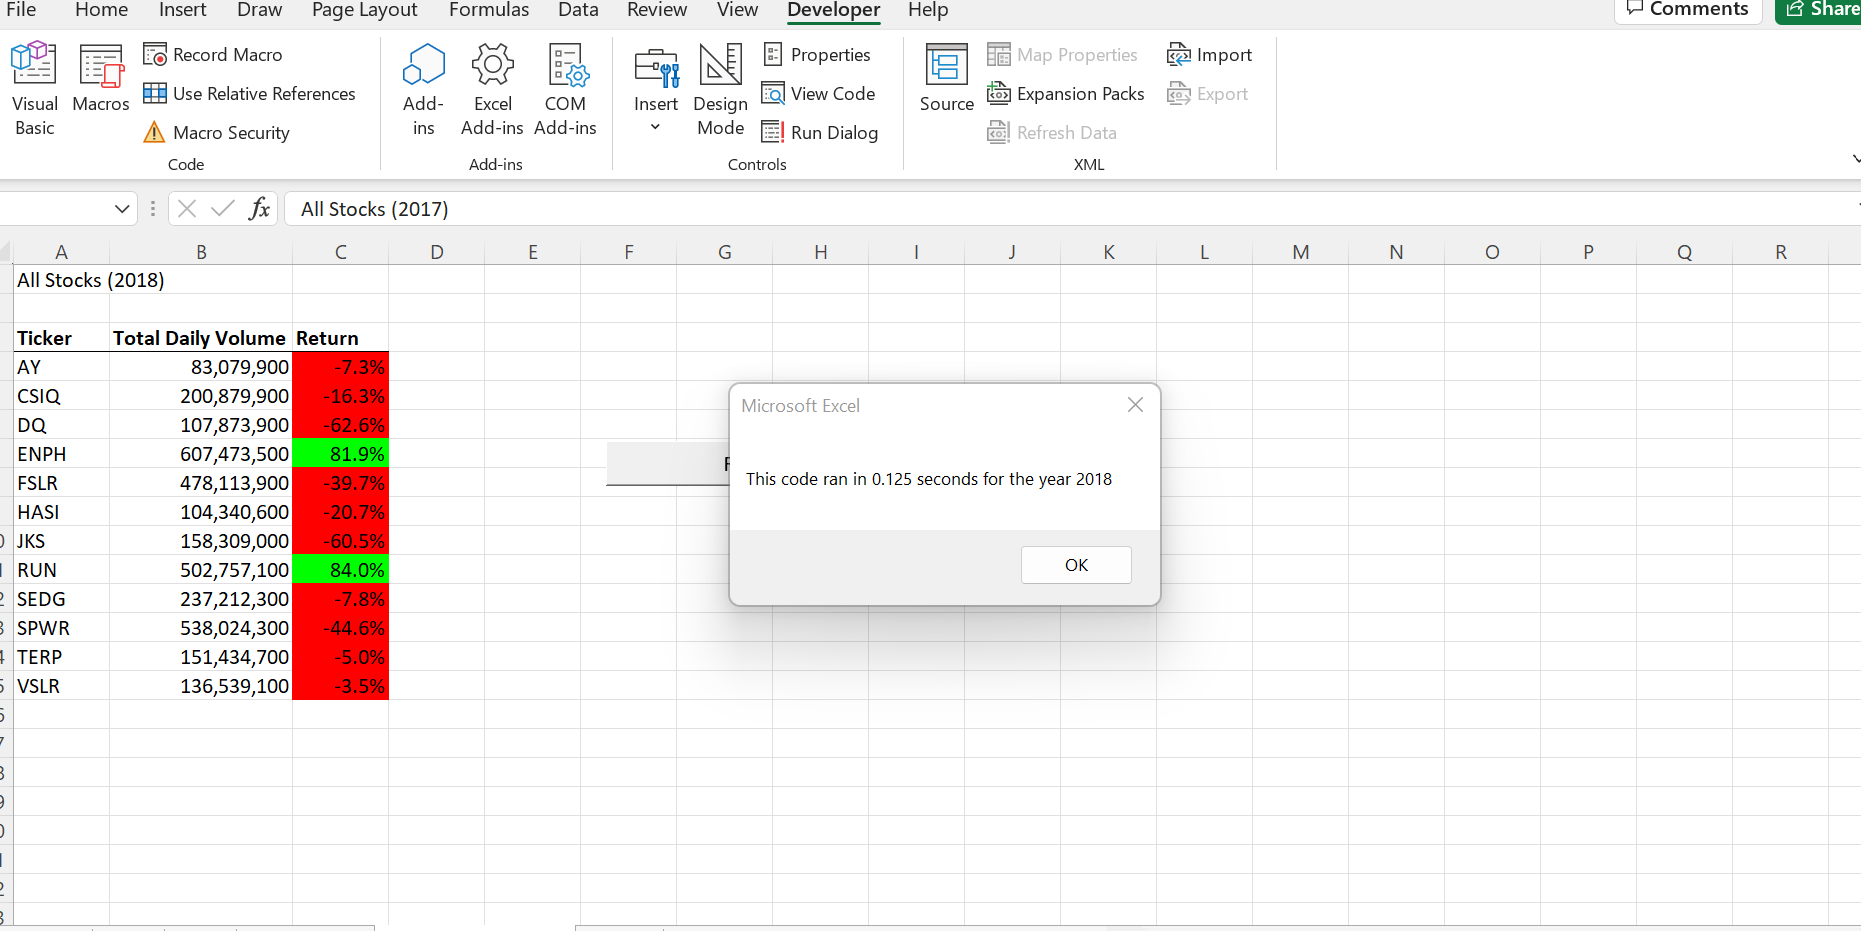 File Home Insert Draw Page Layout Formulas Data Review View Developer Help Comments Share
Visual Basic
Macros
Record Macro
Use Relative References
Macro Security
Code
Add-ins
Excel Add-ins
COM Add-ins
Add-ins
Insert
Design Mode
Properties
View Code
Run Dialog
Controls
Source
Map Properties
Expansion Packs
Refresh Data
Import
Export
XML
fx All Stocks (2017)
A B C D E F G H I J K L M N O P Q R
All Stocks (2018)
Ticker Total Daily Volume Return
AY 83,079,900 -7.3%
CSIQ 200,879,900 -16.3%
DQ 107,873,900 -62.6%
ENPH 607,473,500 81.9%
FSLR 478,113,900 -39.7%
HASI 104,340,600 -20.7%
JKS 158,309,000 -60.5%
RUN 502,757,100 84.0%
SEDG 237,212,300 -7.8%
SPWR 538,024,300 -44.6%
TERP 151,434,700 -5.0%
VSLR 136,539,100 -3.5%
Microsoft Excel
This code ran in 0.125 seconds for the year 2018
OK